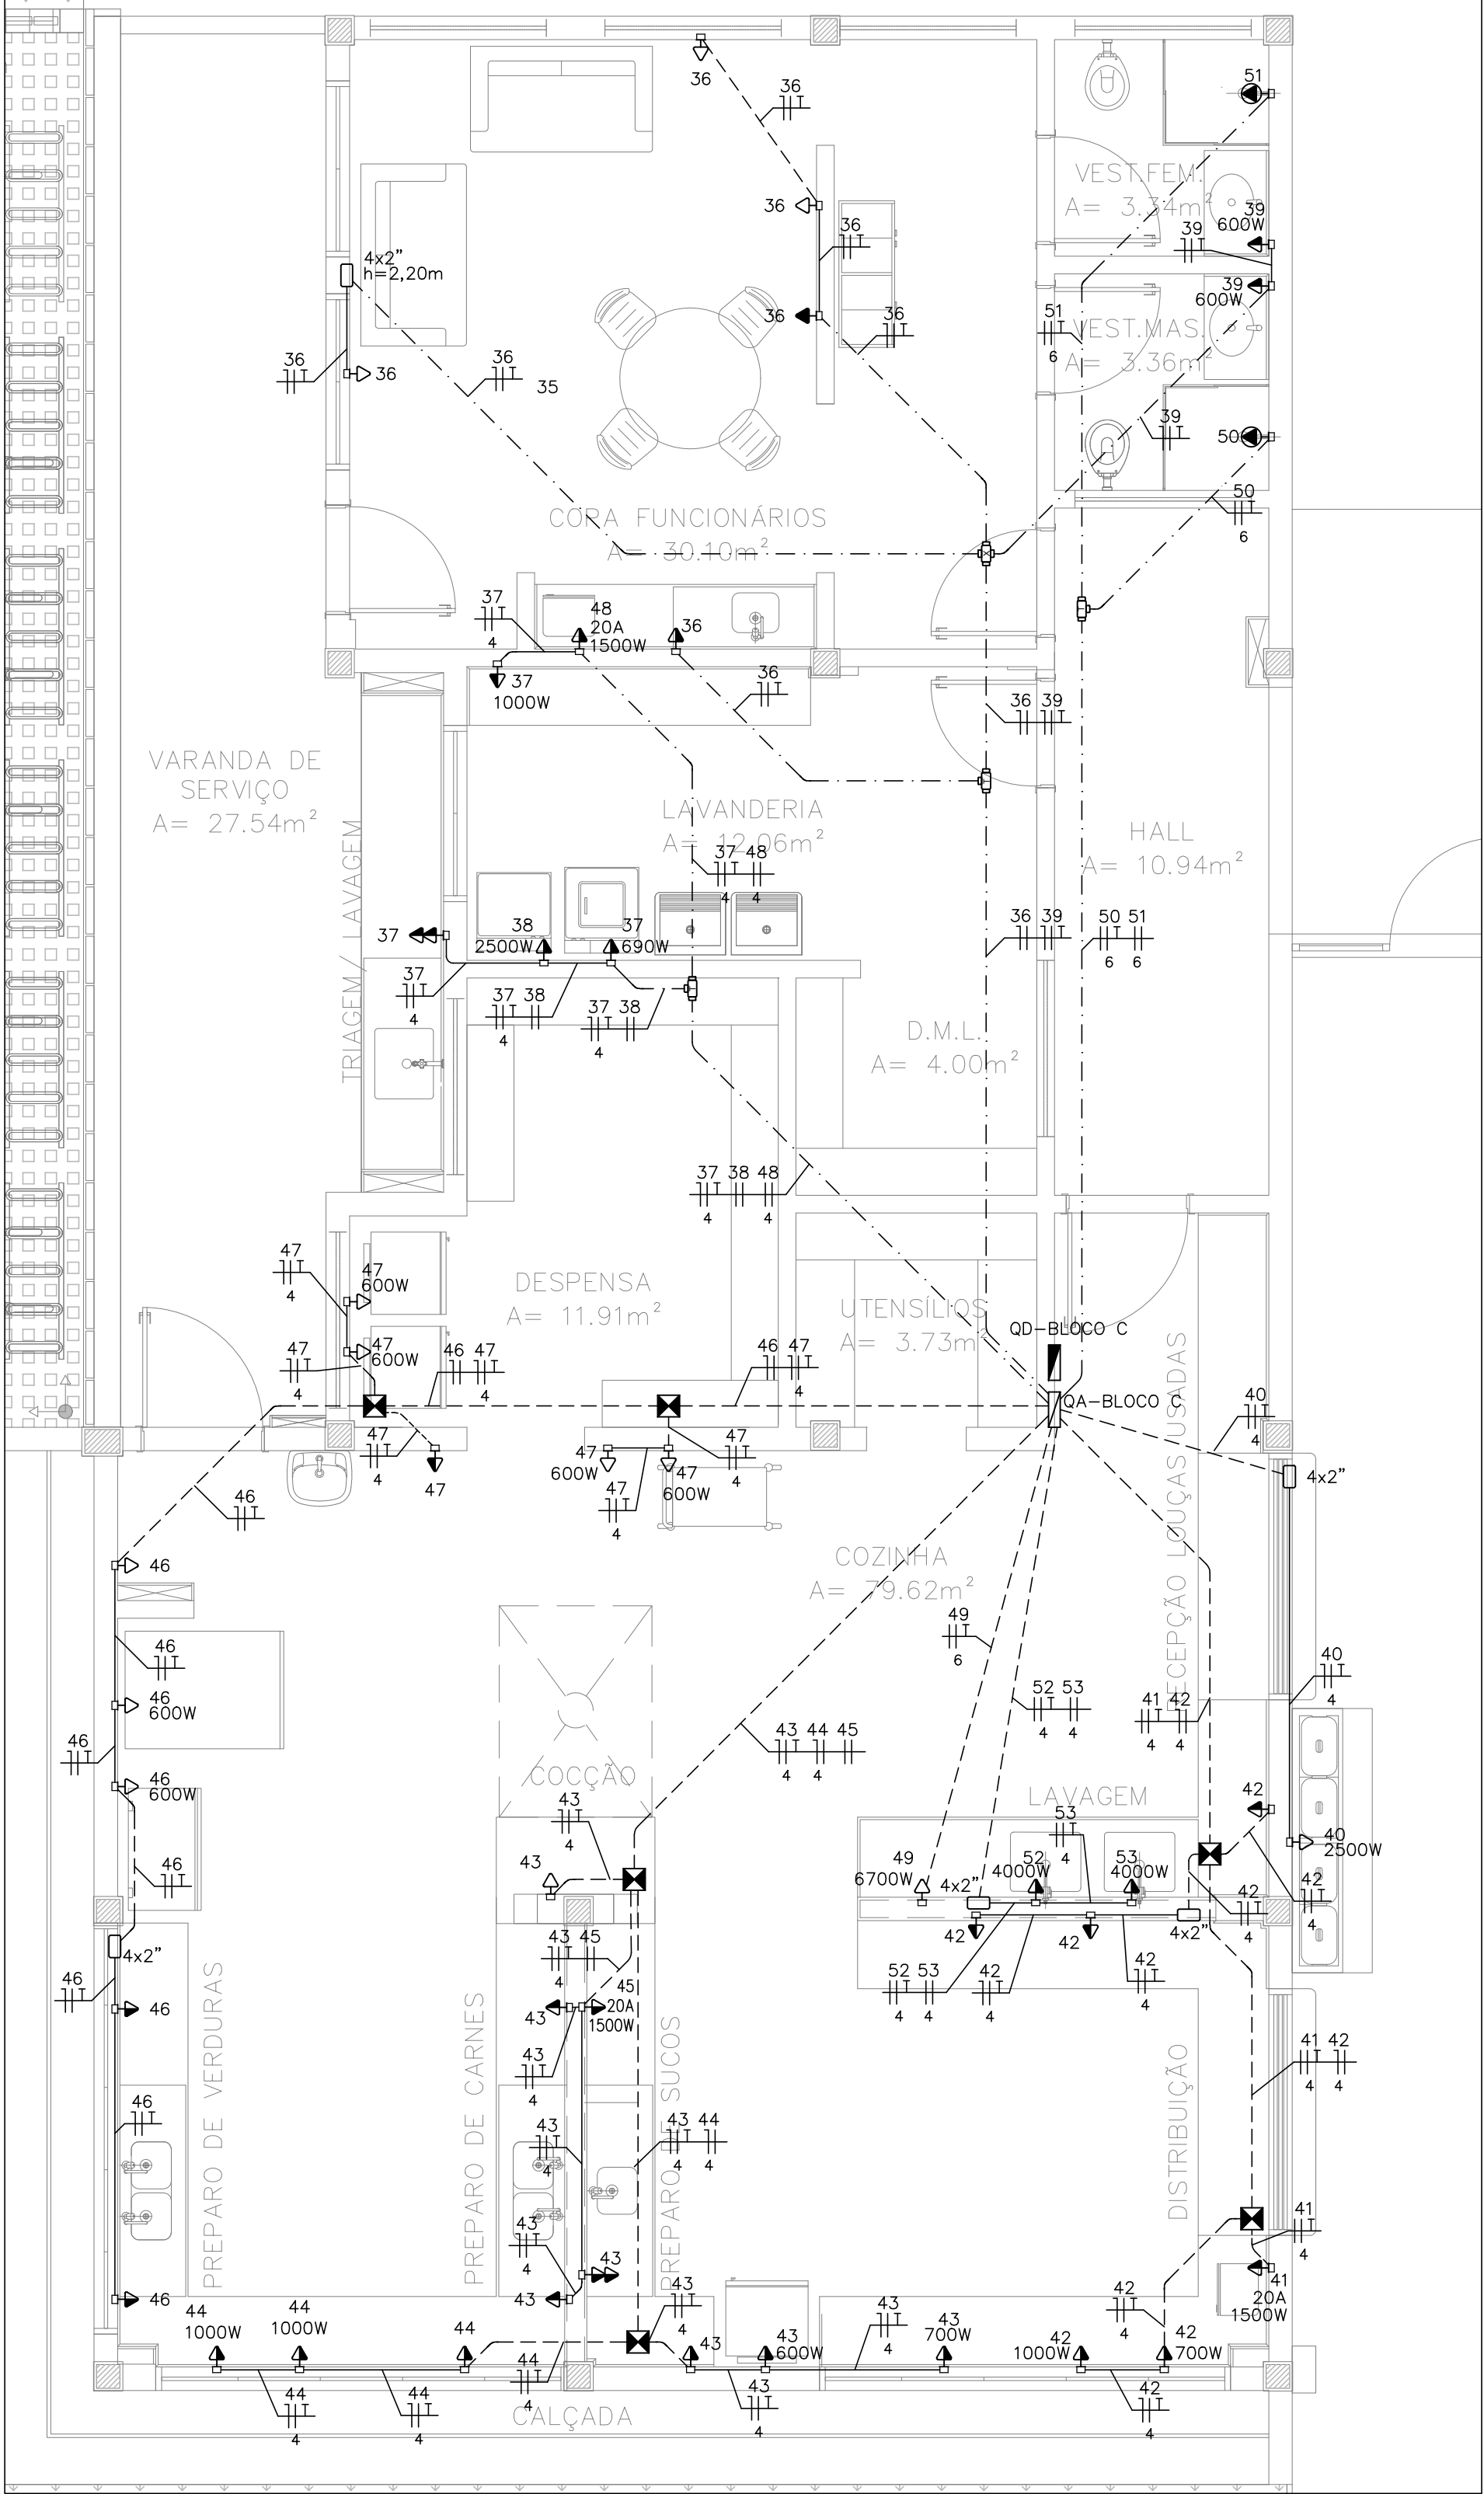 36
36
51
VEST.FEM.
A= 3.34m²
36
36
39
600W
39
4x2"
h=2,20m
39
600W
36
36
51
6
VEST.MAS.
A= 3.36m²
36
36
36
35
39
50
50
6
COPA FUNCIONÁRIOS
A= 30.10m²
37
4
48
20A
1500W
36
37
1000W
36
36 39
VARANDA DE
SERVIÇO
A= 27.54m²
LAVANDERIA
A= 12.06m²
HALL
A= 10.94m²
37 48
4 4
TRIAGEM/ LAVAGEM
37
38
2500W
37
690W
36 39
50 51
6 6
37
4
37 38
4
37 38
4
D.M.L.
A= 4.00m²
37 38 48
4 4
47
4
47
600W
DESPENSA
A= 11.91m²
UTENSÍLIOS
A= 3.73m²
QD-BLOCO C
47
4
47
600W
46 47
4
46 47
4
QA-BLOCO C
RECEPÇÃO LOUÇAS USADAS
40
4
47
4
47
47
600W
47
600W
47
4
47
4
4x2"
46
46
COZINHA
A= 79.62m²
46
46
600W
46
46
600W
49
6
52 53
4 4
41 42
4 4
40
4
43 44 45
4 4
COCÇÃO
43
4
LAVAGEM
53
4
42
40
2500W
46
43
49
6700W
4x2"
52
4000W
53
4000W
42
4
42
4
42
42
4x2"
4x2"
46
43 45
4
46
43
45
20A
1500W
52 53
4 4
42
4
42
4
43
4
41 42
4 4
PREPARO DE VERDURAS
PREPARO DE CARNES
PREPARO DE SUCOS
DISTRIBUIÇÃO
46
43
4
43 44
4 4
43
4
41
4
43
43
46
41
20A
1500W
44
1000W
44
1000W
44
43
4
43
43
600W
43
4
43
700W
42
4
42
1000W
42
700W
44
4
44
4
44
4
43
4
42
4
CALÇADA